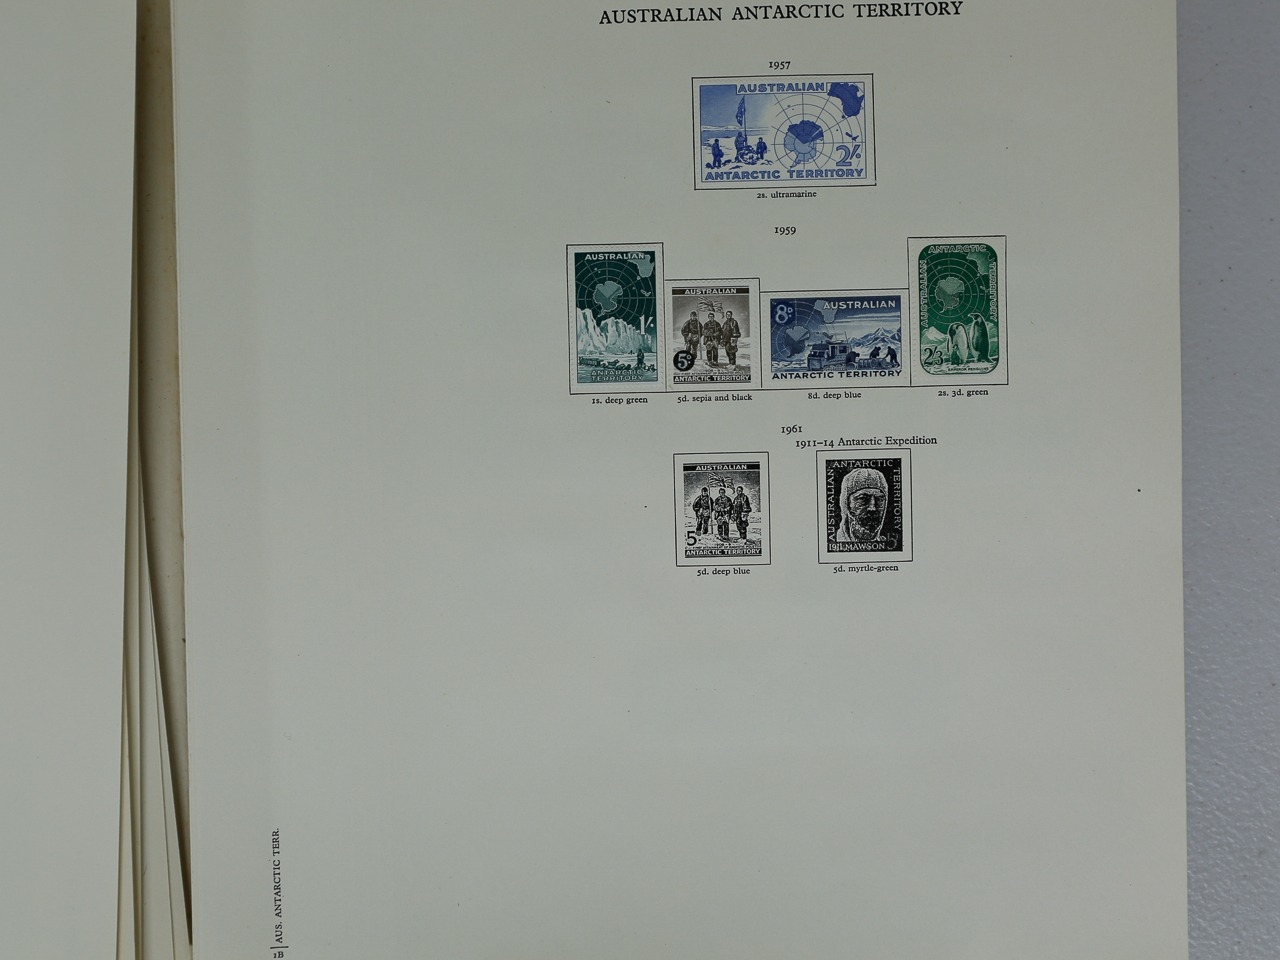 AUSTRALIAN ANTARCTIC TERRITORY
1957
AUSTRALIAN
2/-
ANTARCTIC TERRITORY
2s. ultramarine
1959
AUSTRALIAN
1/-
ANTARCTIC
TERRITORY
1s. deep green
AUSTRALIAN
5D
ANTARCTIC TERRITORY
5d. sepia and black
8D
AUSTRALIAN
ANTARCTIC TERRITORY
8d. deep blue
AUSTRALIAN
ANTARCTIC
TERRITORY
2/3
EMPEROR PENGUINS
2s. 3d. green
1961
1911–14 Antarctic Expedition
AUSTRALIAN
5
ANTARCTIC TERRITORY
5d. deep blue
AUSTRALIAN
ANTARCTIC
TERRITORY
1911 MAWSON 5
5d. myrtle-green
1B AUS. ANTARCTIC TERR.